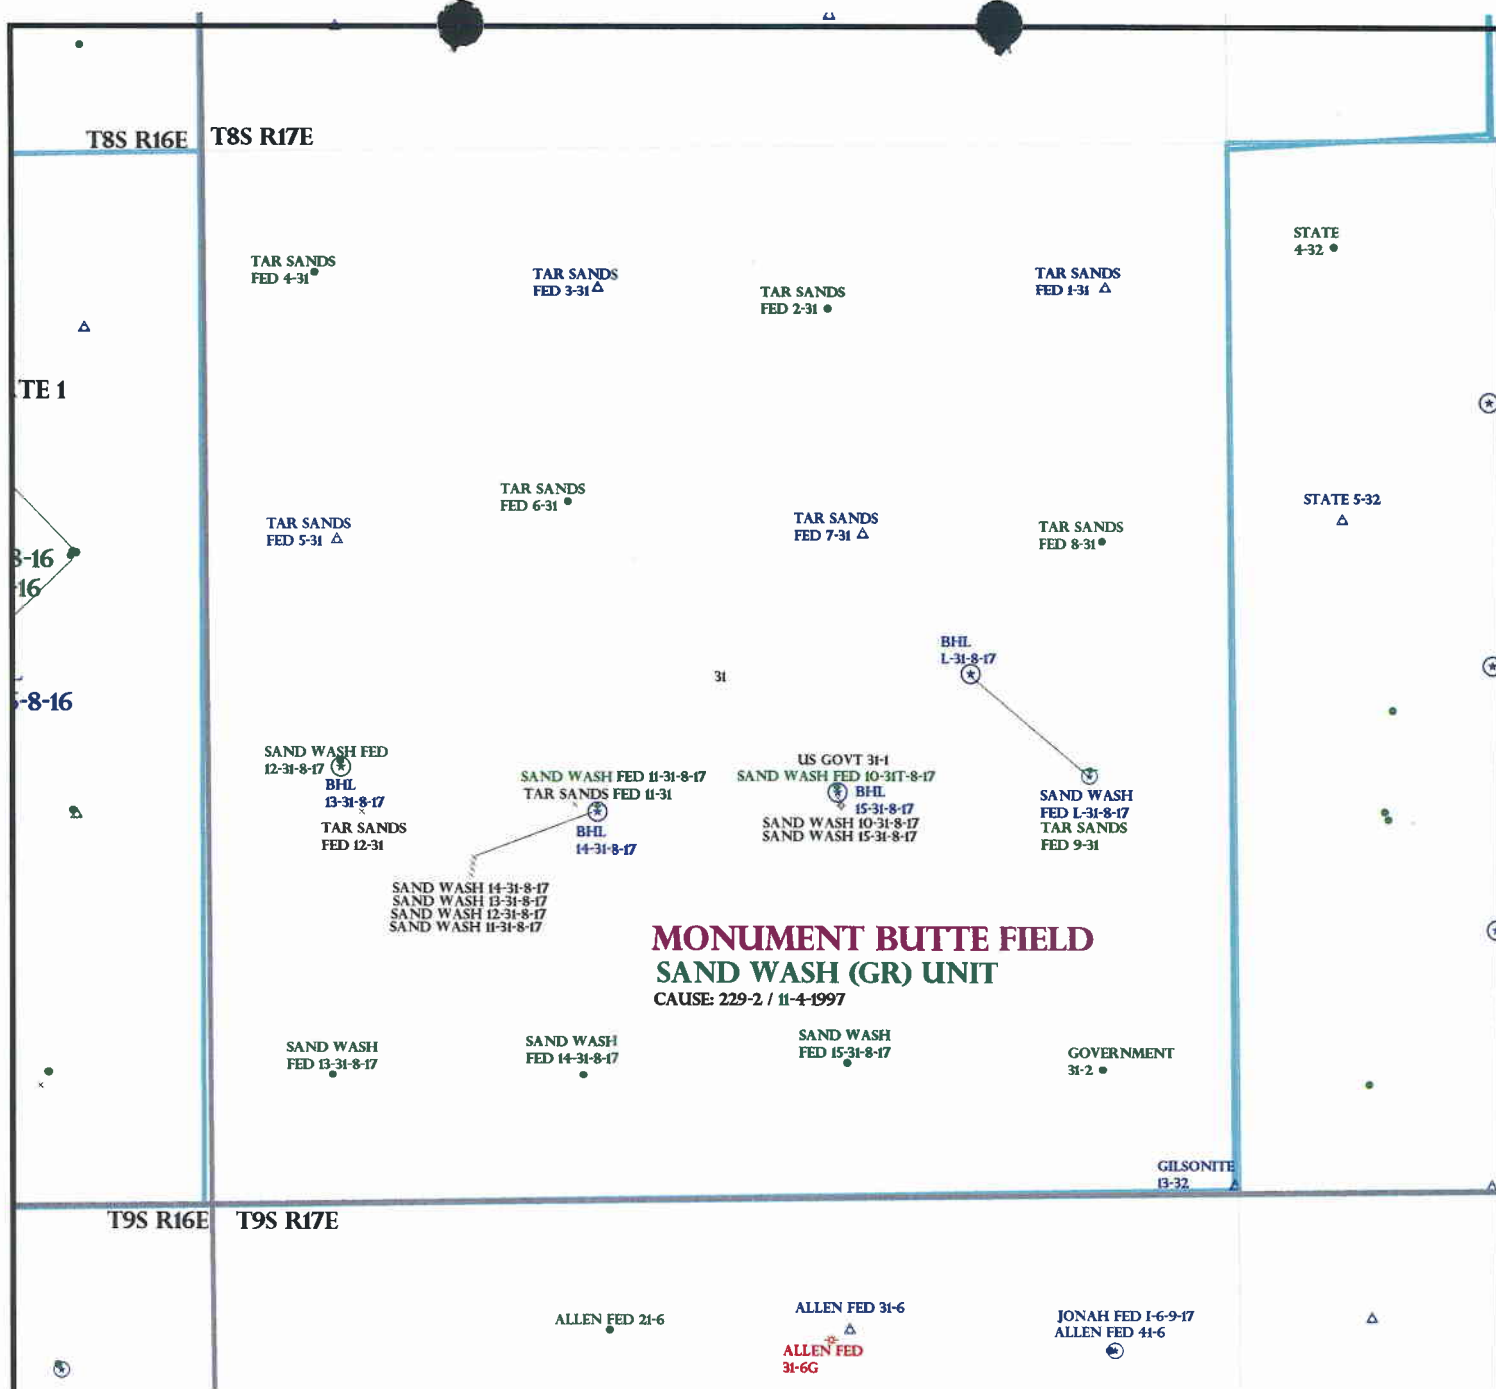 T8S R16E
T8S R17E
TAR SANDS
FED 4-31
TAR SANDS
FED 3-31
TAR SANDS
FED 2-31
TAR SANDS
FED 1-31
STATE
4-32
TE 1
TAR SANDS
FED 5-31
TAR SANDS
FED 6-31
TAR SANDS
FED 7-31
TAR SANDS
FED 8-31
STATE 5-32
8-16
-16
-8-16
31
BHL
L-31-8-17
SAND WASH FED
12-31-8-17
BHL
13-31-8-17
TAR SANDS
FED 12-31
SAND WASH FED 11-31-8-17
TAR SANDS FED 11-31
BHL
14-31-8-17
SAND WASH 14-31-8-17
SAND WASH 13-31-8-17
SAND WASH 12-31-8-17
SAND WASH 11-31-8-17
US GOVT 31-1
SAND WASH FED 10-31T-8-17
BHL
15-31-8-17
SAND WASH 10-31-8-17
SAND WASH 15-31-8-17
SAND WASH
FED L-31-8-17
TAR SANDS
FED 9-31
MONUMENT BUTTE FIELD
SAND WASH (GR) UNIT
CAUSE: 229-2 / 11-4-1997
SAND WASH
FED 13-31-8-17
SAND WASH
FED 14-31-8-17
SAND WASH
FED 15-31-8-17
GOVERNMENT
31-2
GILSONITE
13-32
T9S R16E
T9S R17E
ALLEN FED 21-6
ALLEN FED 31-6
ALLEN FED
31-6G
JONAH FED I-6-9-17
ALLEN FED 41-6